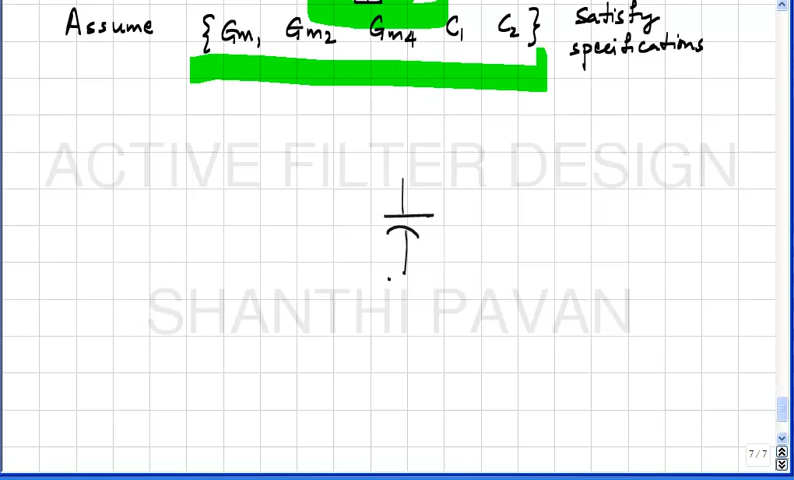 Assume { Gm1 Gm2 Gm4 C1 C2 } satisfy
specifications
ACTIVE FILTER DESIGN
SHANTHI PAVAN
7 / 7